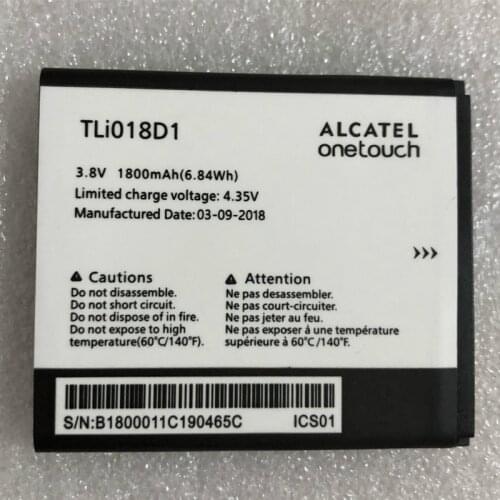 TLi018D1
ALCATEL
onetouch
3.8V 1800mAh(6.84Wh)
Limited charge voltage: 4.35V
Manufactured Date:03-09-2018
>>>
Cautions
Do not disassemble.
Do not short circuit.
Do not dispose of in fire.
Do not expose to high
temperature(60°C/140°F).
Attention
Ne pas desassembler.
Ne pas court-circuiter.
Ne pas jeter au feu.
Ne pas exposer à une température
supérieure à 60°C/140°F.
S/N:B1800011C190465C
ICS01